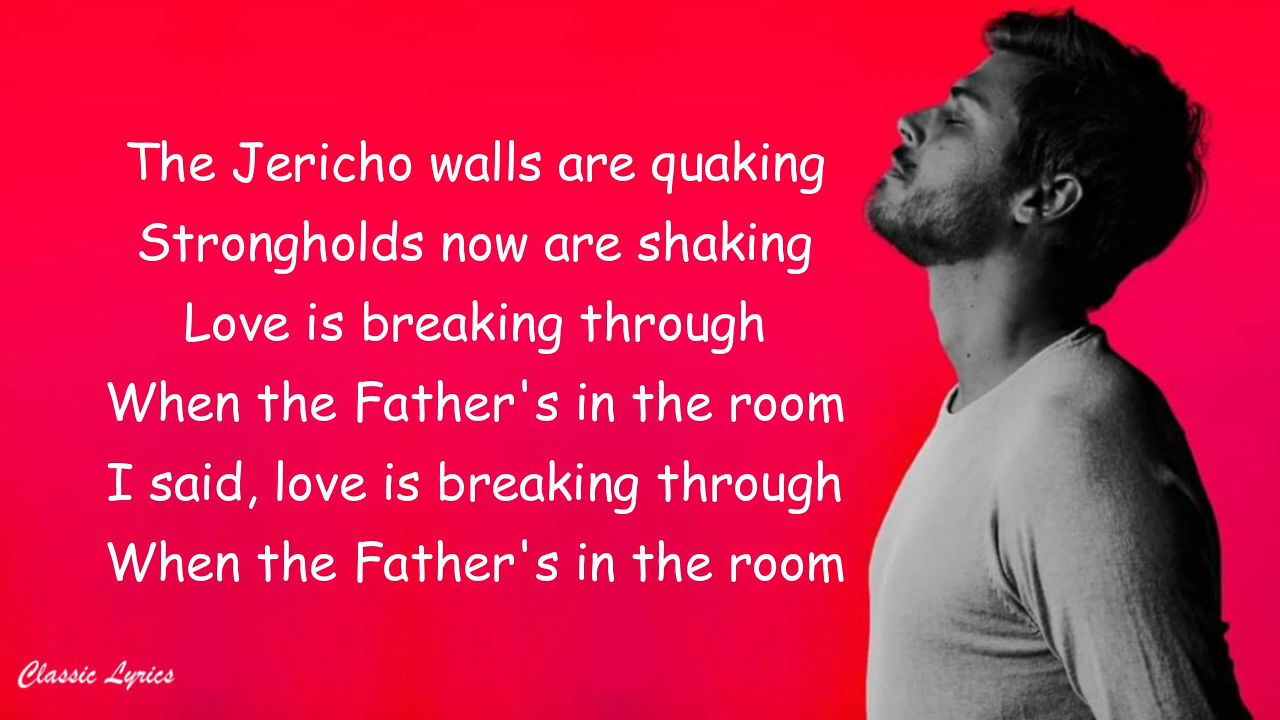 The Jericho walls are quaking
Strongholds now are shaking
Love is breaking through
When the Father's in the room
I said, love is breaking through
When the Father's in the room
Classic Lyrics